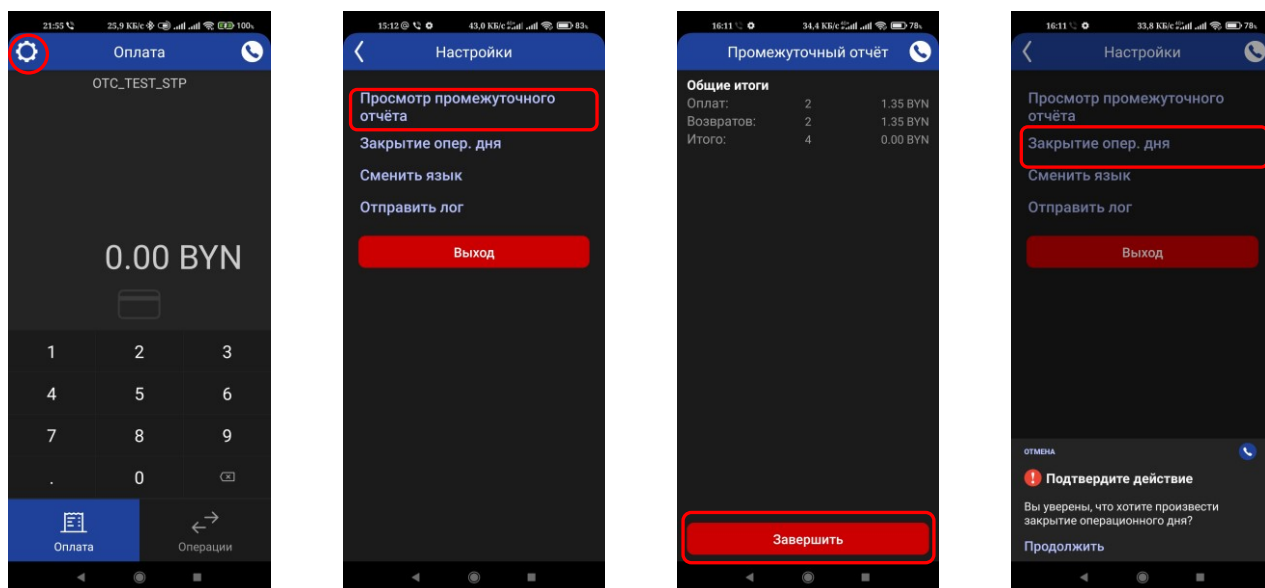 21:55 25,9 КБ/с 100%
Оплата
OTC_TEST_STP
0.00 BYN
1 2 3
4 5 6
7 8 9
. 0
Оплата Операции
15:12 43,0 КБ/с 83%
Настройки
Просмотр промежуточного
отчёта
Закрытие опер. дня
Сменить язык
Отправить лог
Выход
16:11 34,4 КБ/с 78%
Промежуточный отчёт
Общие итоги
Оплат: 2 1.35 BYN
Возвратов: 2 1.35 BYN
Итого: 4 0.00 BYN
Завершить
16:11 33,8 КБ/с 78%
Настройки
Просмотр промежуточного
отчёта
Закрытие опер. дня
Сменить язык
Отправить лог
Выход
ОТМЕНА
Подтвердите действие
Вы уверены, что хотите произвести
закрытие операционного дня?
Продолжить